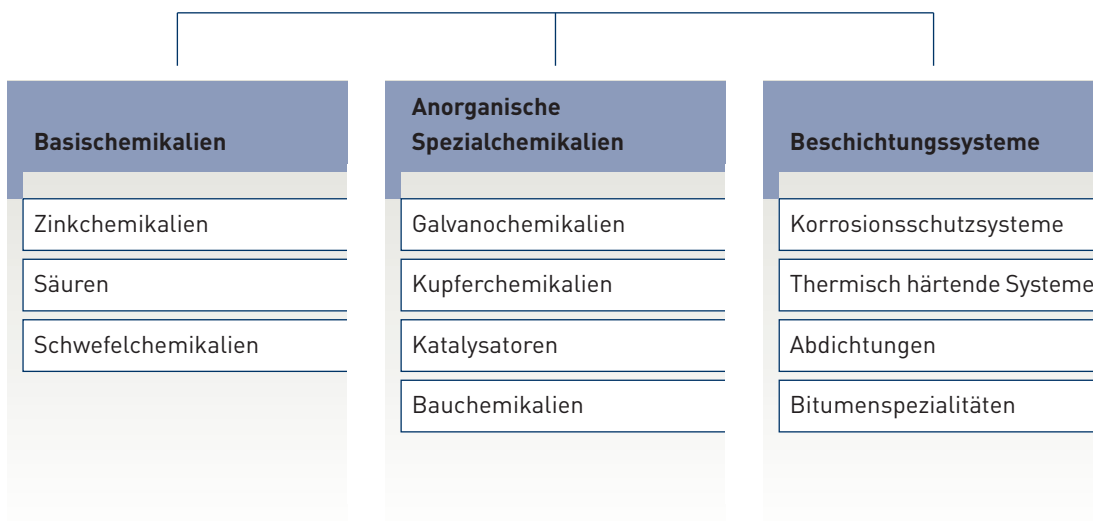 Basischemikalien
Zinkchemikalien
Säuren
Schwefelchemikalien
Anorganische
Spezialchemikalien
Galvanochemikalien
Kupferchemikalien
Katalysatoren
Bauchemikalien
Beschichtungssysteme
Korrosionsschutzsysteme
Thermisch härtende Systeme
Abdichtungen
Bitumenspezialitäten